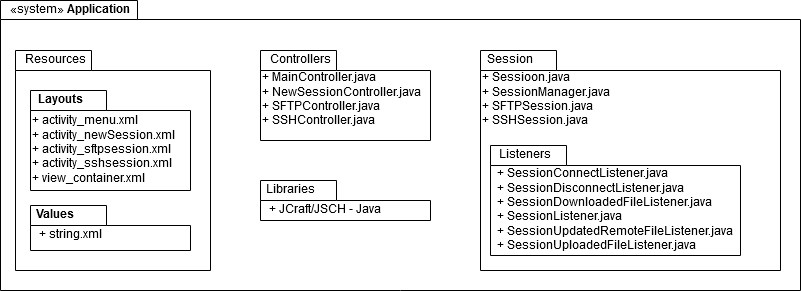 «system» Application
Resources
Layouts
+ activity_menu.xml
+ activity_newSession.xml
+ activity_sftpsession.xml
+ activity_sshsession.xml
+ view_container.xml
Values
+ string.xml
Controllers
+ MainController.java
+ NewSessionController.java
+ SFTPController.java
+ SSHController.java
Libraries
+ JCraft/JSCH - Java
Session
+ Sessioon.java
+ SessionManager.java
+ SFTPSession.java
+ SSHSession.java
Listeners
+ SessionConnectListener.java
+ SessionDisconnectListener.java
+ SessionDownloadedFileListener.java
+ SessionListener.java
+ SessionUpdatedRemoteFileListener.java
+ SessionUploadedFileListener.java